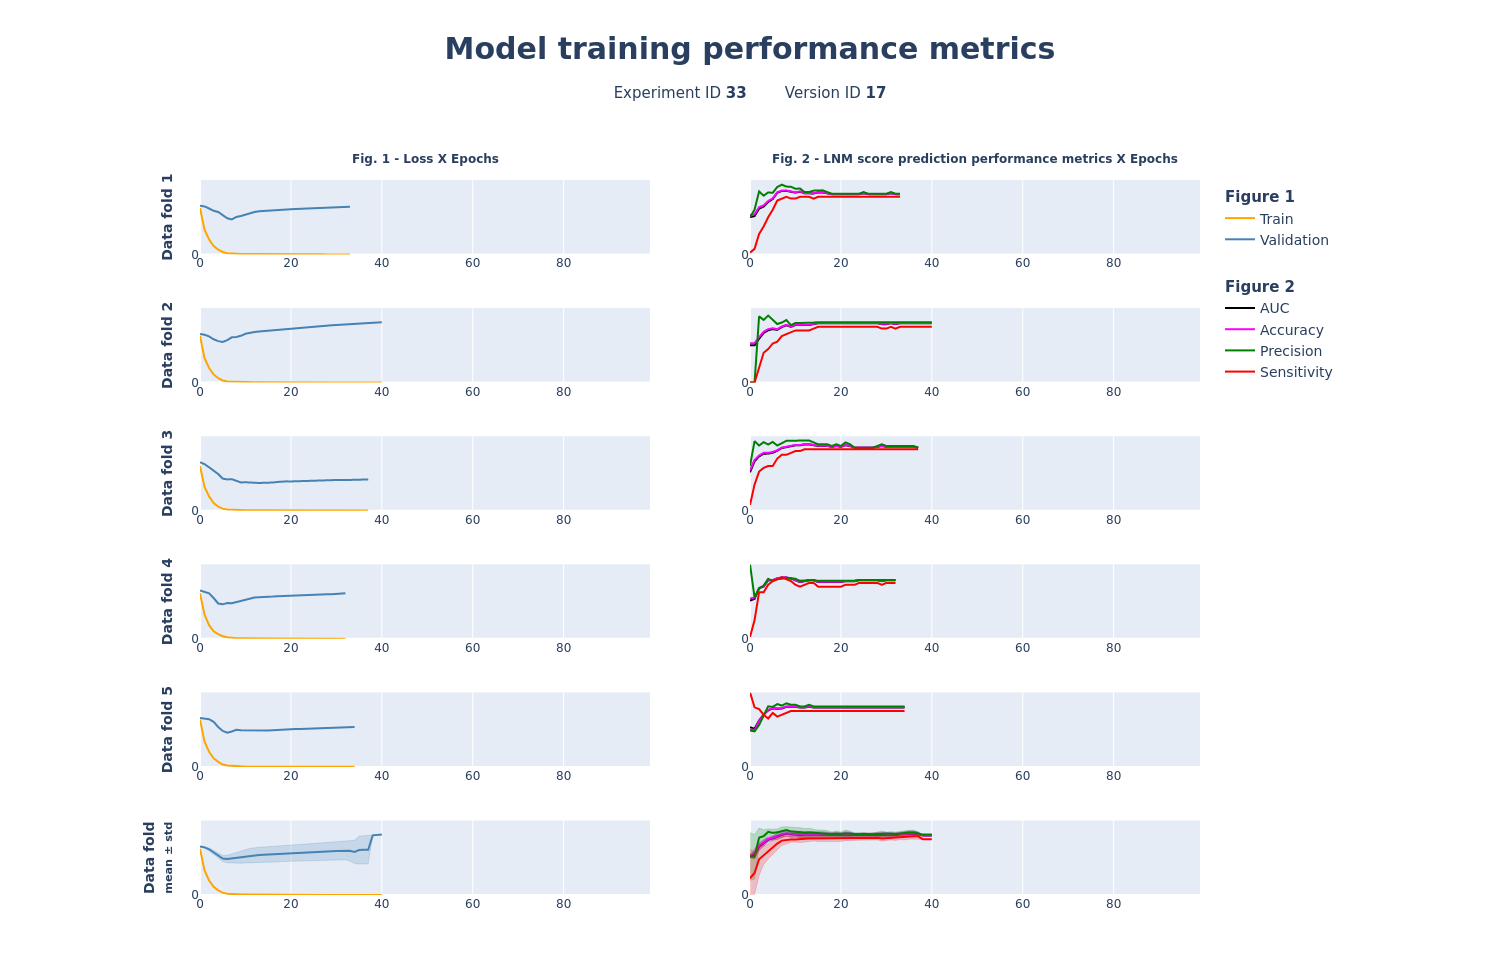 Model training performance metrics
Experiment ID 33 Version ID 17
Fig. 1 - Loss X Epochs
Fig. 2 - LNM score prediction performance metrics X Epochs
Data fold 1
0
0 20 40 60 80
0
0 20 40 60 80
Data fold 2
0
0 20 40 60 80
0
0 20 40 60 80
Data fold 3
0
0 20 40 60 80
0
0 20 40 60 80
Data fold 4
0
0 20 40 60 80
0
0 20 40 60 80
Data fold 5
0
0 20 40 60 80
0
0 20 40 60 80
Data fold
mean ± std
0
0 20 40 60 80
0
0 20 40 60 80
Figure 1
Train
Validation
Figure 2
AUC
Accuracy
Precision
Sensitivity